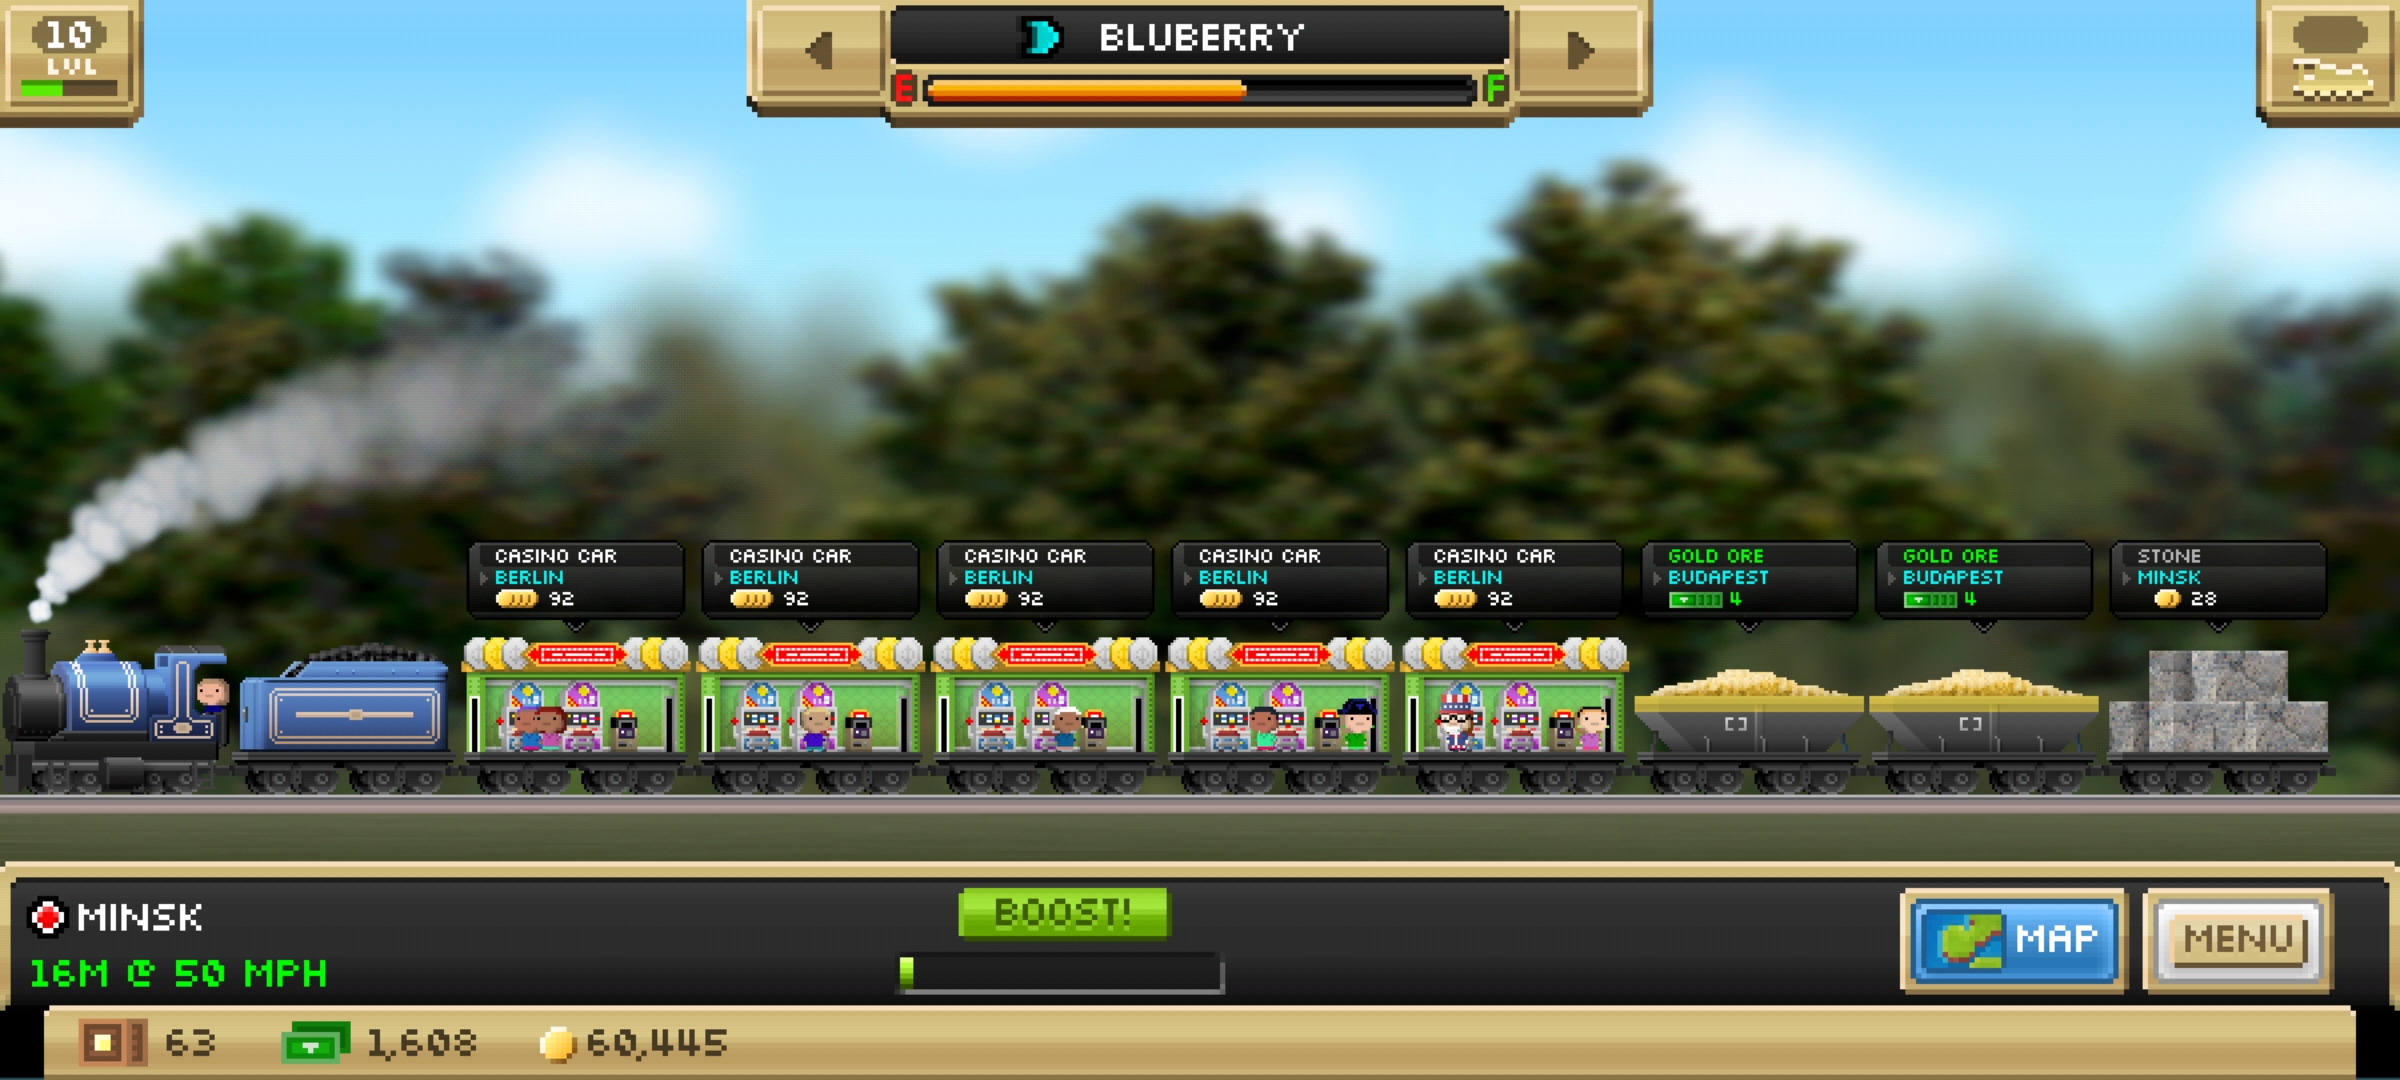 10
LVL
BLUBERRY
E F
CASINO CAR
BERLIN
92
CASINO CAR
BERLIN
92
CASINO CAR
BERLIN
92
CASINO CAR
BERLIN
92
CASINO CAR
BERLIN
92
GOLD ORE
BUDAPEST
4
GOLD ORE
BUDAPEST
4
STONE
MINSK
28
MINSK
16M @ 50 MPH
BOOST!
MAP
MENU
63 1,608 60,445